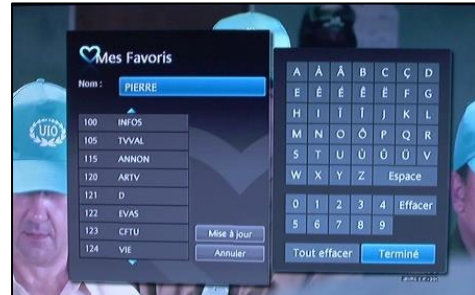 Mes Favoris
Nom : PIERRE
100 INFOS
105 TVVAL
115 ANNON
120 ARTV
121 D
122 EVAS
123 CFTU
124 VIE
Mise à jour
Annuler
A À Â B C Ç D
E É È Ê Ë F G
H I Ï Î J K L
M N O Ô P Q R
S T U Ù Û Ü V
W X Y Z Espace
0 1 2 3 4 Effacer
5 6 7 8 9
Tout effacer Terminé
UIO